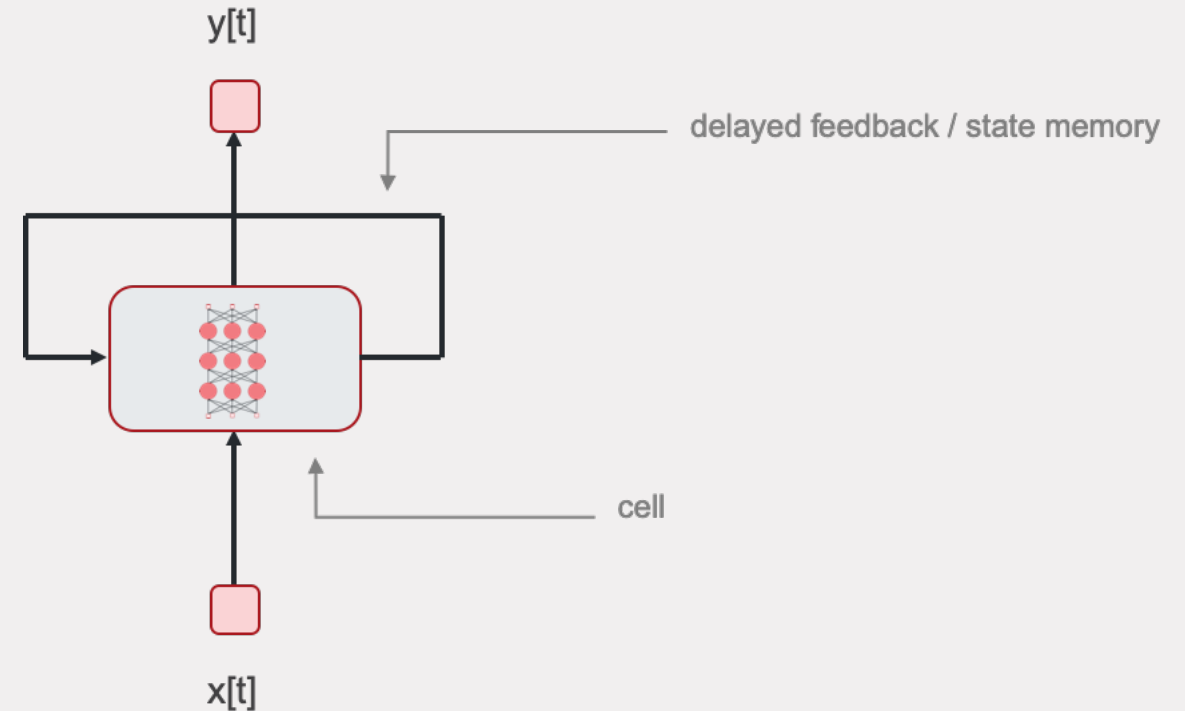 y[t]
delayed feedback / state memory
cell
x[t]